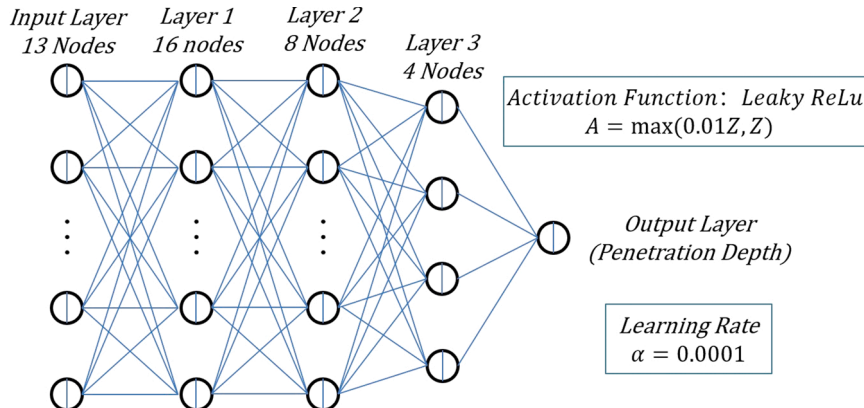 Input Layer
13 Nodes
Layer 1
16 nodes
Layer 2
8 Nodes
Layer 3
4 Nodes
Activation Function: Leaky ReLu
A = max(0.01Z, Z)
Output Layer
(Penetration Depth)
Learning Rate
α = 0.0001